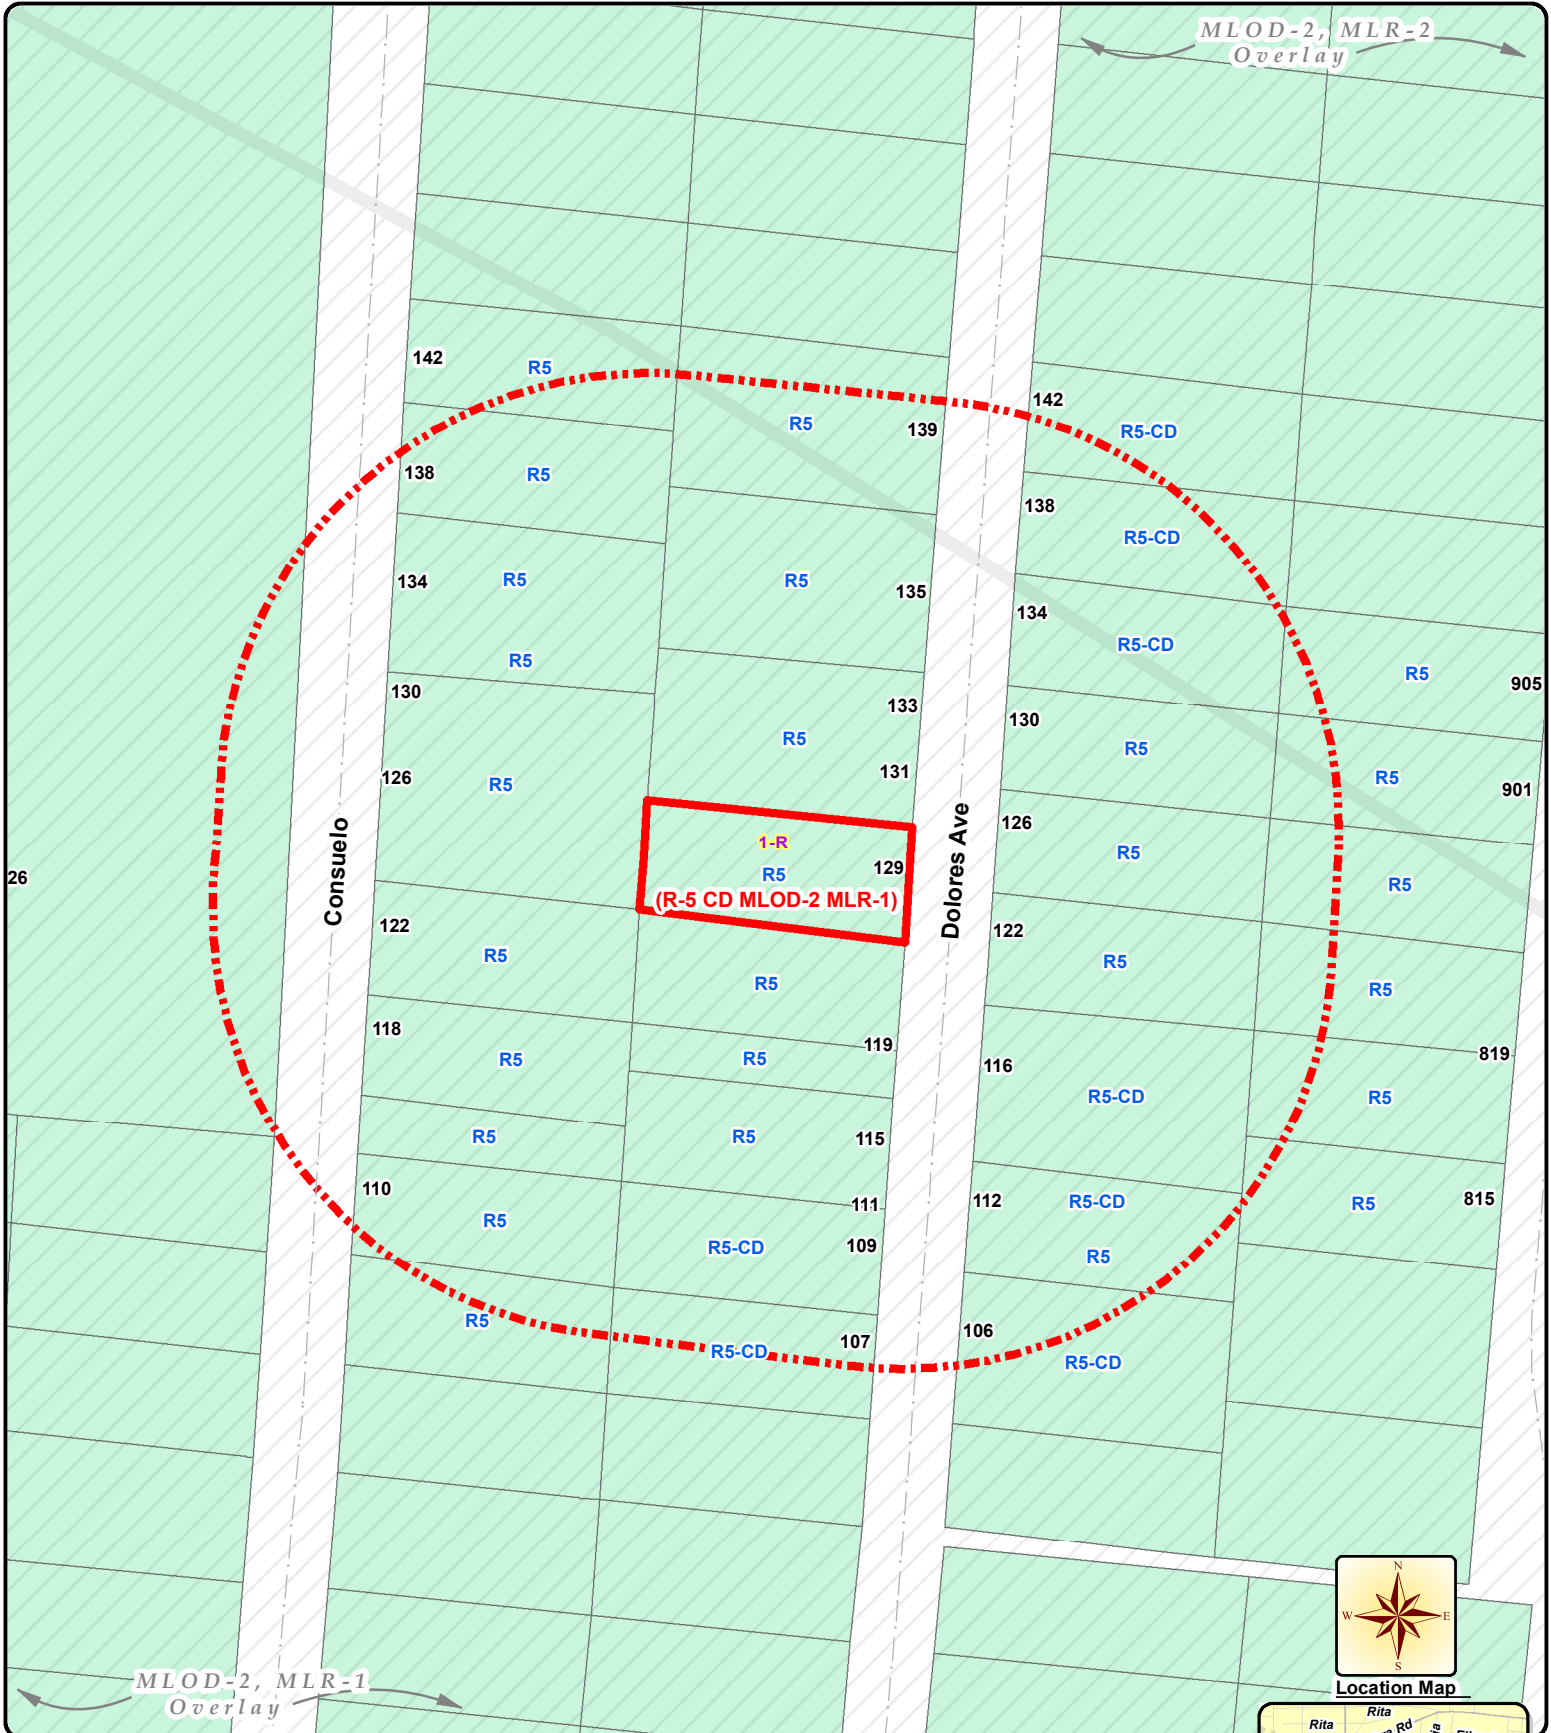 MLOD-2, MLR-2
Overlay
142
R5
142
R5-CD
R5
139
138
R5
138
R5-CD
134
R5
R5
135
134
R5-CD
R5
R5
905
130
133
130
R5
R5
126
R5
131
R5
901
126
R5
1-R
129
R5
(R-5 CD MLOD-2 MLR-1)
Consuelo
Dolores Ave
26
R5
122
R5
R5
122
R5
R5
118
R5
R5
119
116
819
R5-CD
R5
R5
R5
115
110
R5
111
112
R5-CD
R5
815
R5-CD
109
R5
R5
R5-CD
107
106
R5-CD
N
W
E
S
Location Map
MLOD-2, MLR-1
Overlay
Rita
Rita
Rd